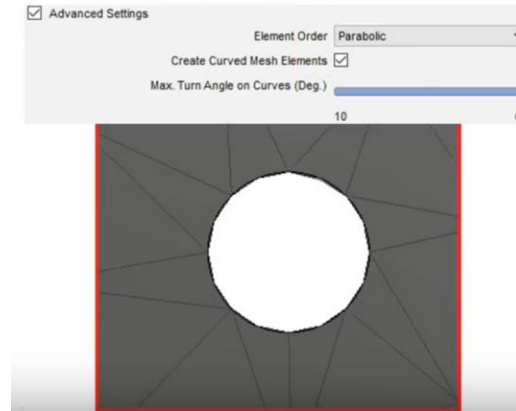 Advanced Settings
Element Order Parabolic
Create Curved Mesh Elements
Max. Turn Angle on Curves (Deg.)
10